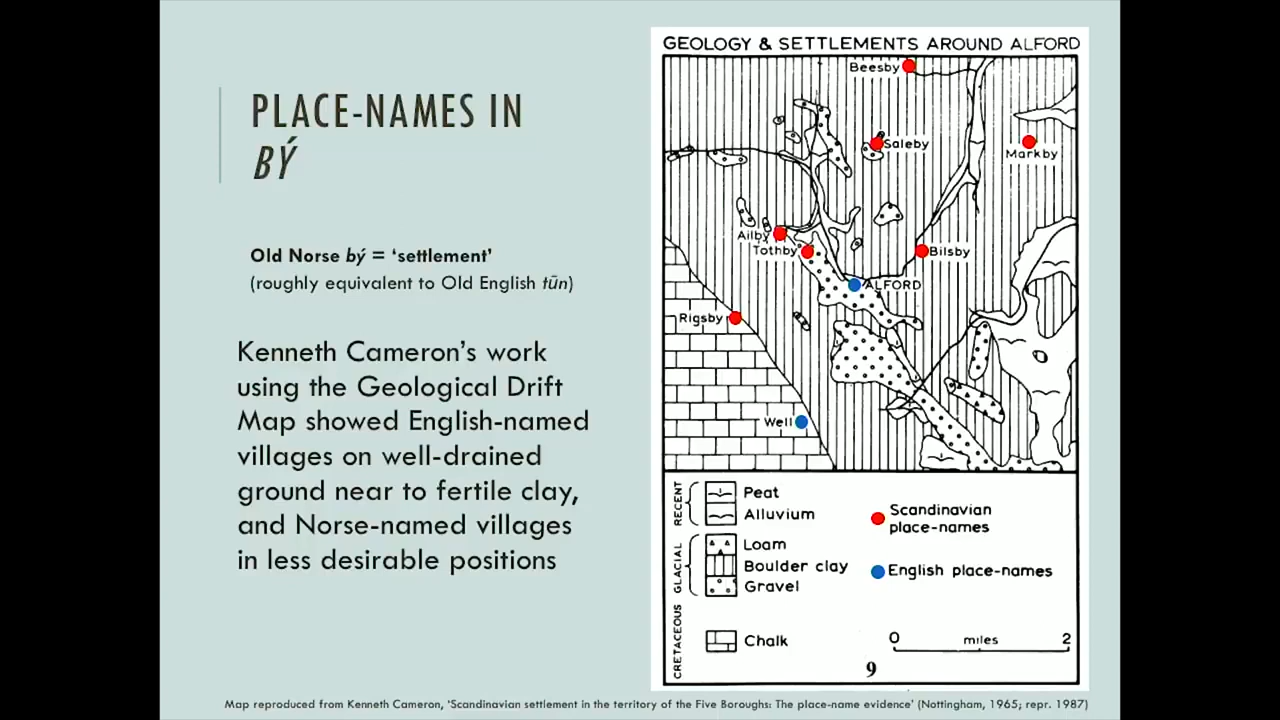 PLACE-NAMES IN
BÝ
Old Norse bý = ‘settlement’
(roughly equivalent to Old English tūn)
Kenneth Cameron’s work
using the Geological Drift
Map showed English-named
villages on well-drained
ground near to fertile clay,
and Norse-named villages
in less desirable positions
GEOLOGY & SETTLEMENTS AROUND ALFORD
Beesby
Saleby
Markby
Ailby
Tothby
Bilsby
ALFORD
Rigsby
Well
RECENT
Peat
Alluvium
GLACIAL
Loam
Boulder clay
Gravel
CRETACEOUS
Chalk
Scandinavian
place-names
English place-names
0 miles 2
9
Map reproduced from Kenneth Cameron, ‘Scandinavian settlement in the territory of the Five Boroughs: The place-name evidence’ (Nottingham, 1965; repr. 1987)